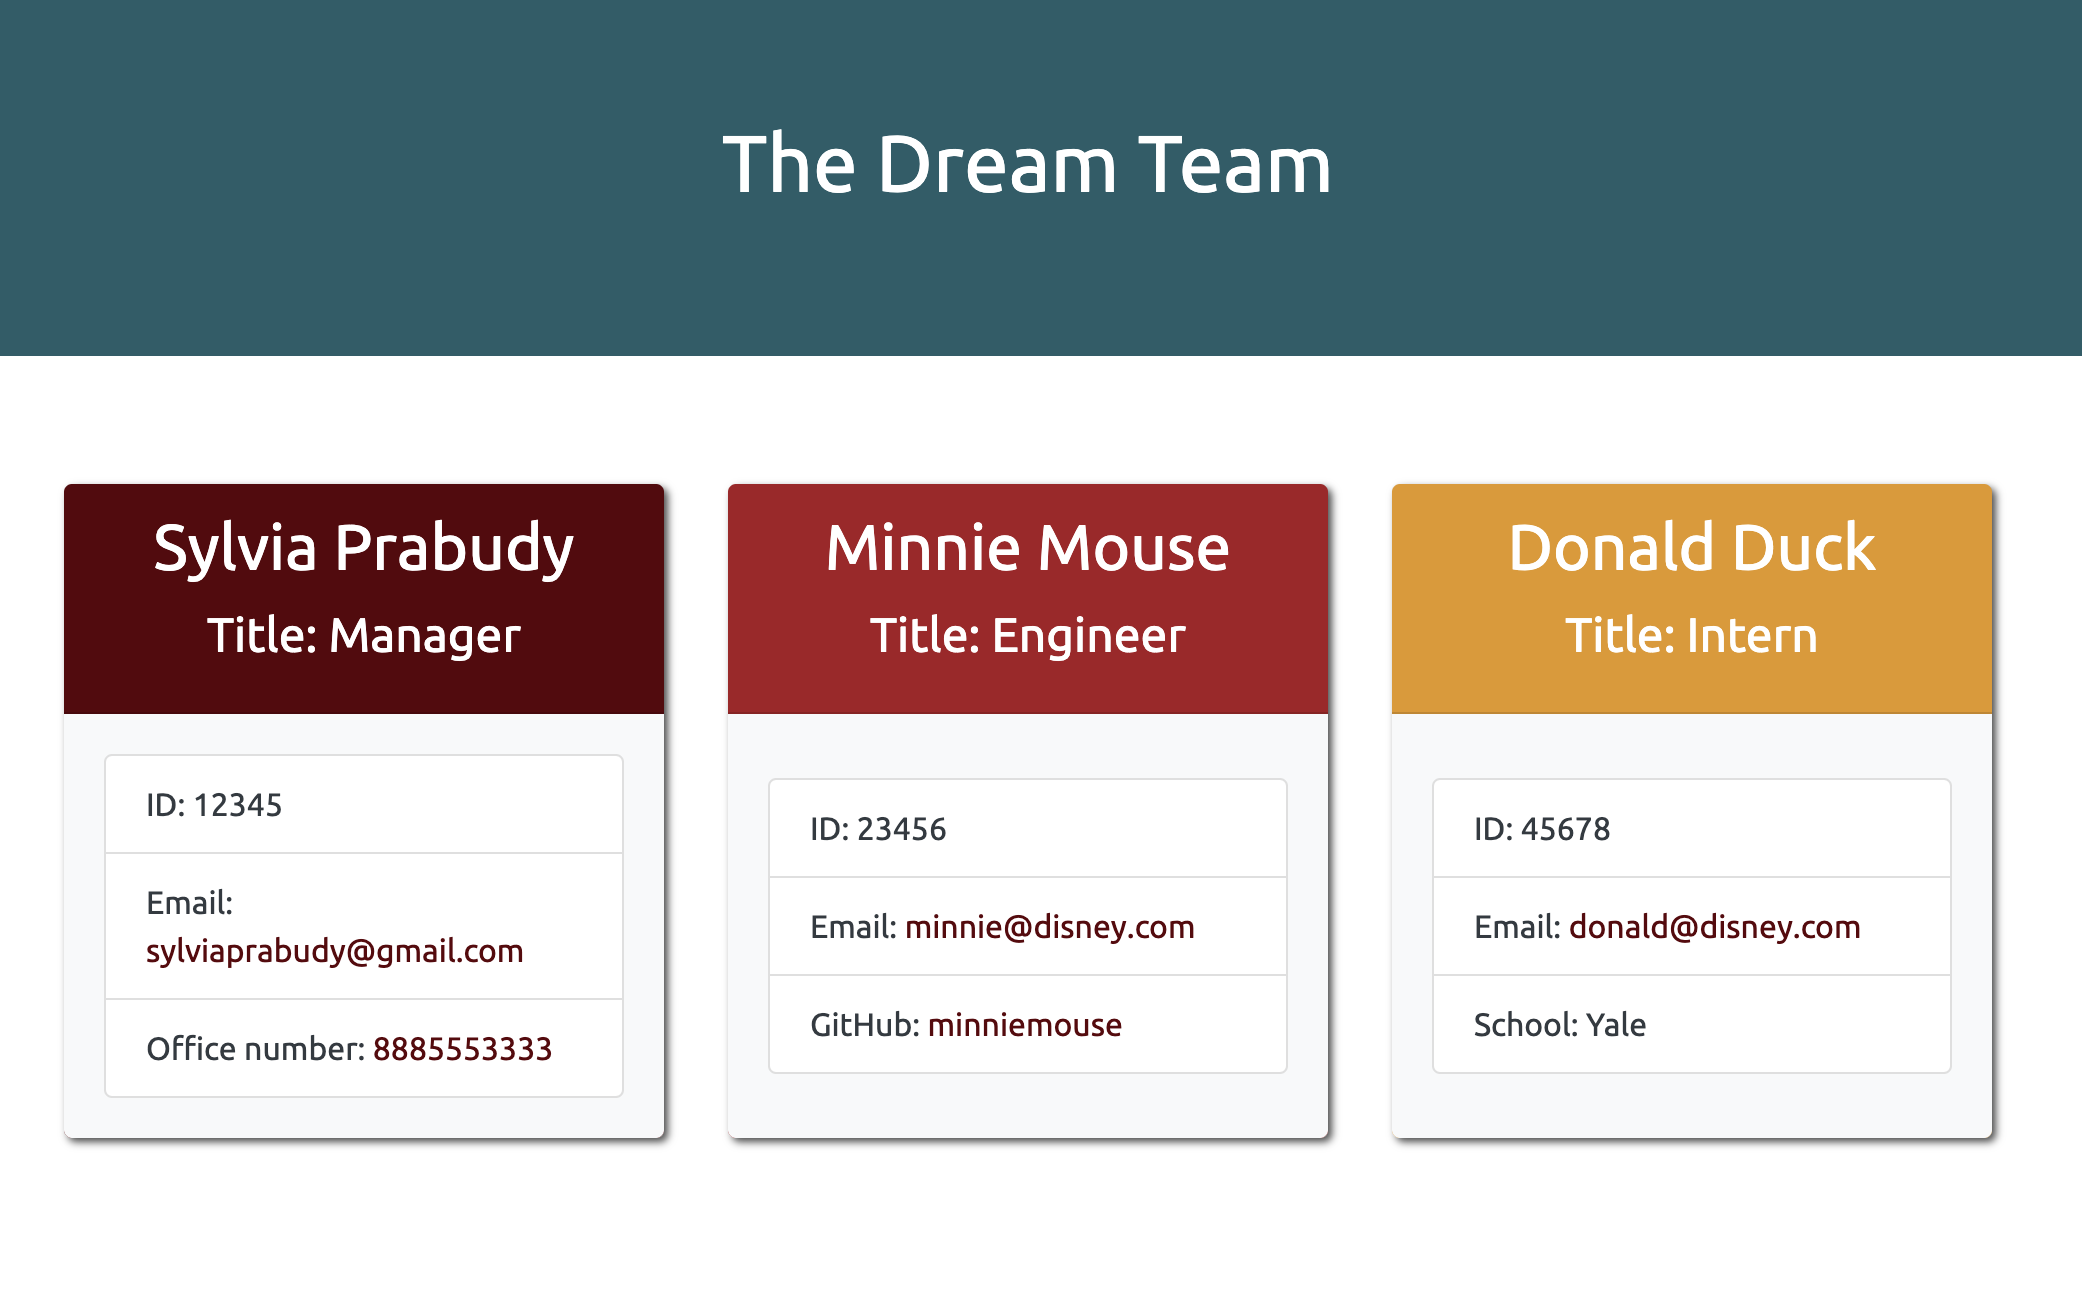 The Dream Team
Sylvia Prabudy
Title: Manager
ID: 12345
Email:
sylviaprabudy@gmail.com
Office number: 8885553333
Minnie Mouse
Title: Engineer
ID: 23456
Email: minnie@disney.com
GitHub: minniemouse
Donald Duck
Title: Intern
ID: 45678
Email: donald@disney.com
School: Yale